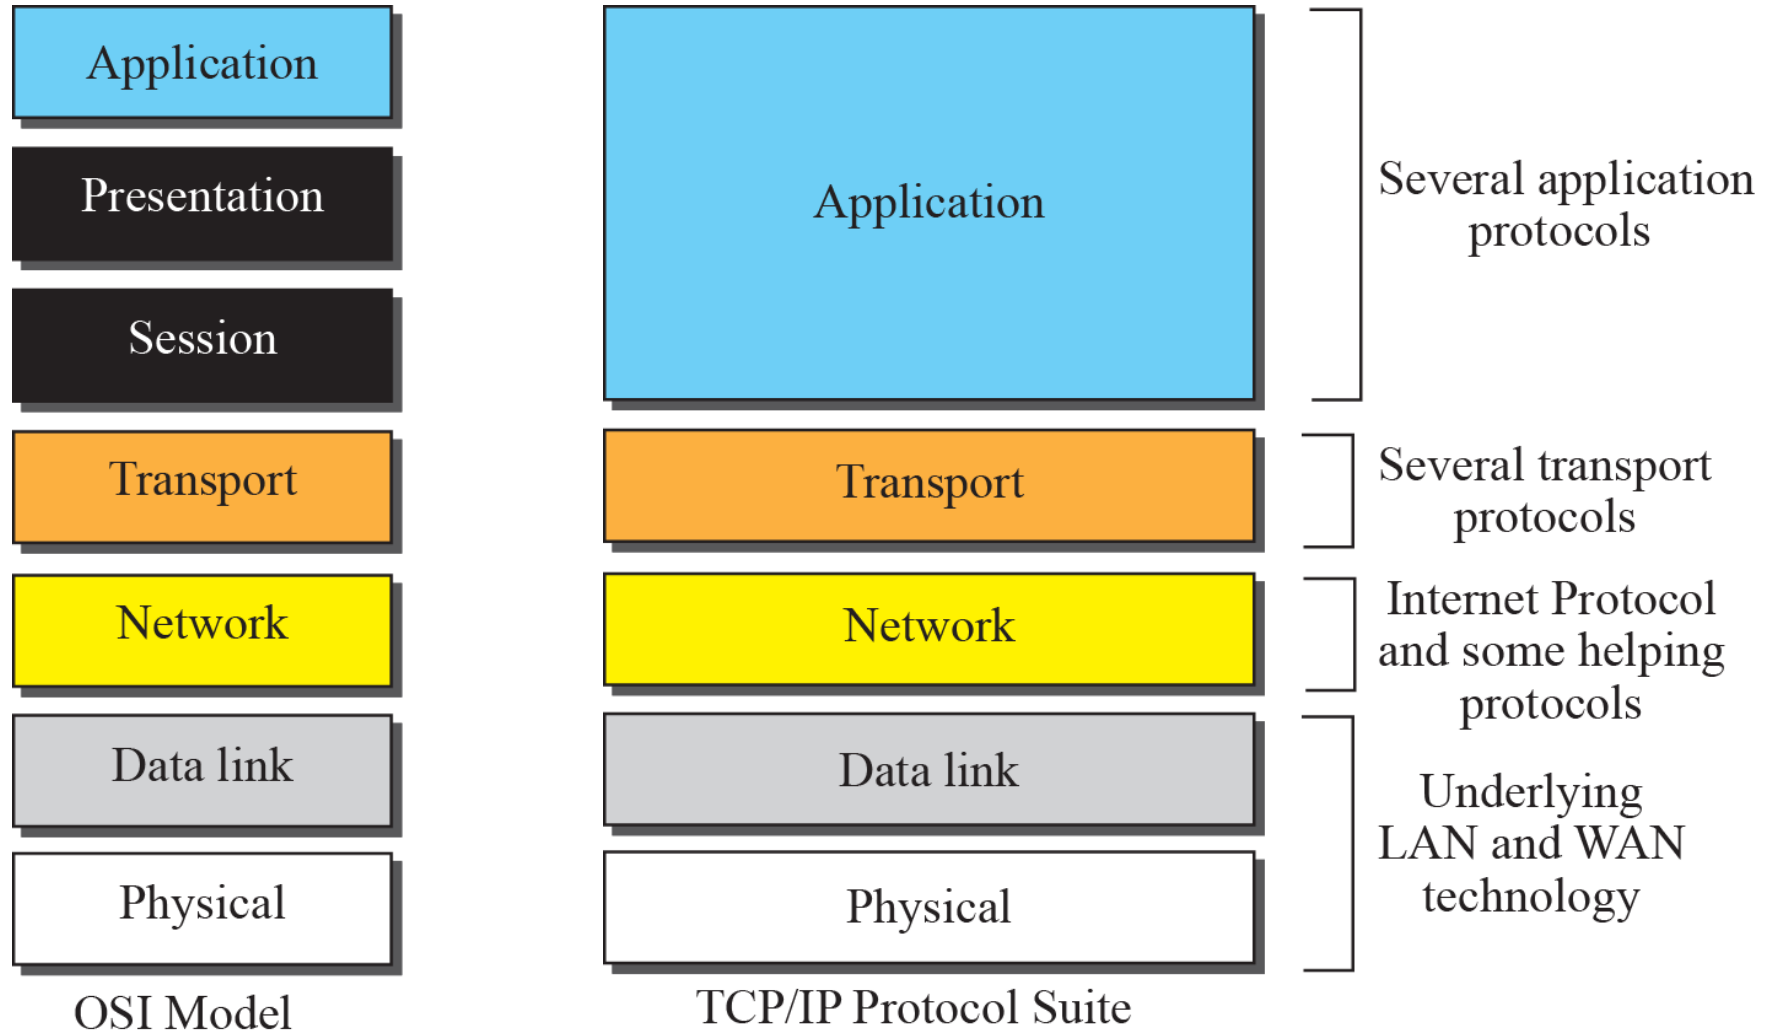 Application
Presentation
Session
Transport
Network
Data link
Physical
OSI Model
Application
Transport
Network
Data link
Physical
TCP/IP Protocol Suite
Several application
protocols
Several transport
protocols
Internet Protocol
and some helping
protocols
Underlying
LAN and WAN
technology